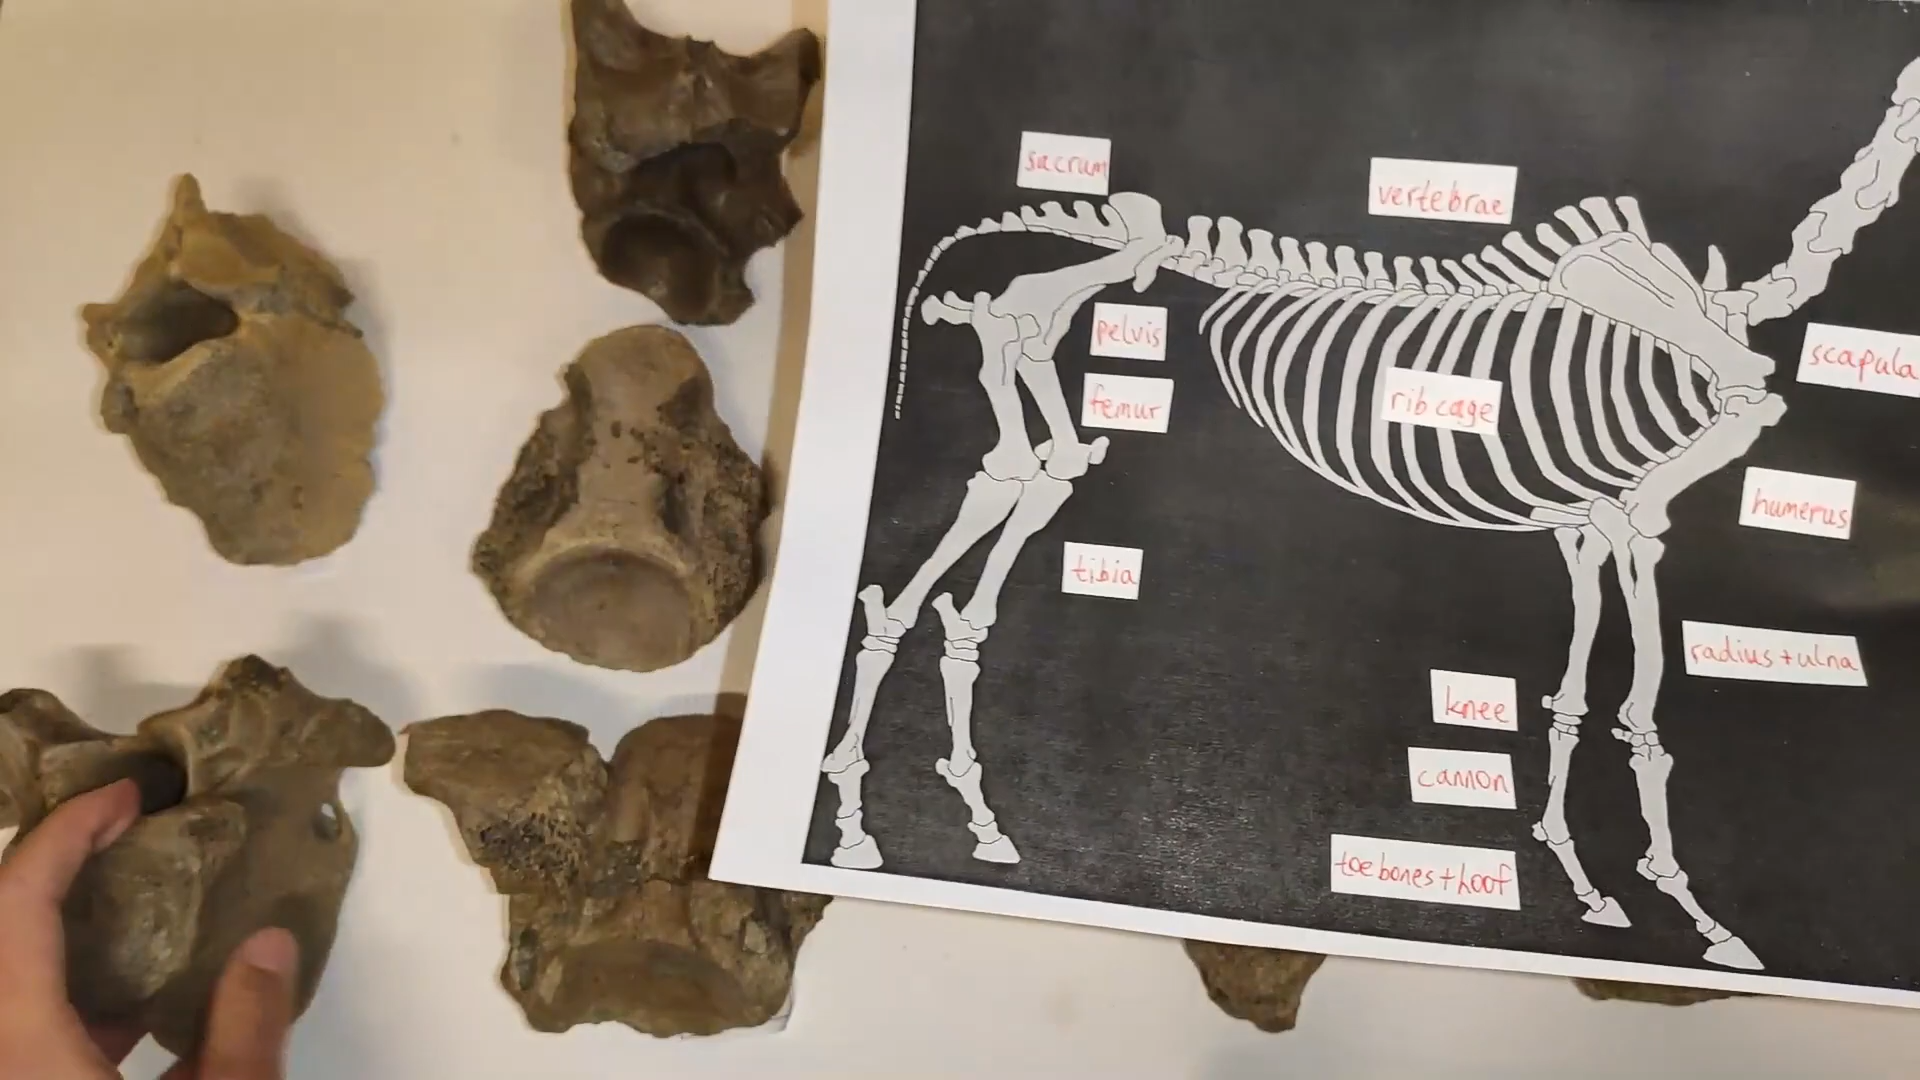 sacrum
vertebrae
pelvis
scapula
femur
rib cage
humerus
tibia
radius + ulna
knee
cannon
toe bones + hoof